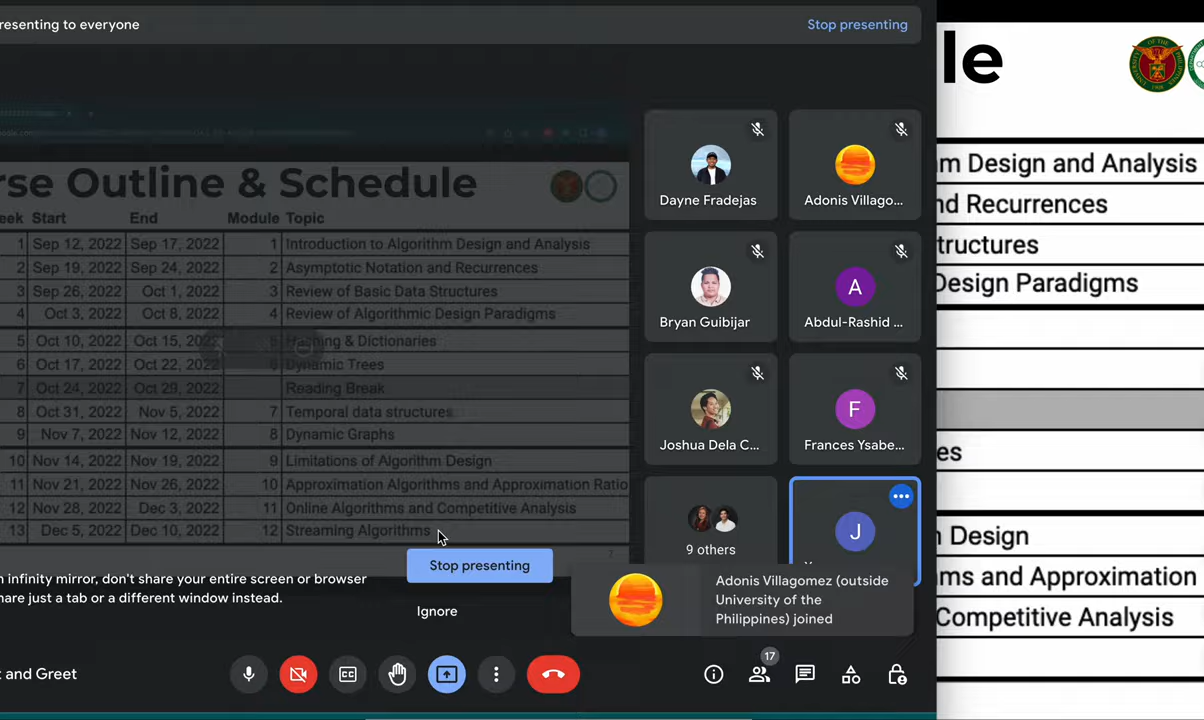 resenting to everyone
Stop presenting
le
rse Outline & Schedule
eek Start End Module Topic
1 Sep 12, 2022 Sep 17, 2022 1 Introduction to Algorithm Design and Analysis
2 Sep 19, 2022 Sep 24, 2022 2 Asymptotic Notation and Recurrences
3 Sep 26, 2022 Oct 1, 2022 3 Review of Basic Data Structures
4 Oct 3, 2022 Oct 8, 2022 4 Review of Algorithmic Design Paradigms
5 Oct 10, 2022 Oct 15, 2022 & Dictionaries
6 Oct 17, 2022 Oct 22, 2022 6 Dynamic Trees
7 Oct 24, 2022 Oct 29, 2022 Reading Break
8 Oct 31, 2022 Nov 5, 2022 7 Temporal data structures
9 Nov 7, 2022 Nov 12, 2022 8 Dynamic Graphs
10 Nov 14, 2022 Nov 19, 2022 9 Limitations of Algorithm Design
11 Nov 21, 2022 Nov 26, 2022 10 Approximation Algorithms and Approximation Ratio
12 Nov 28, 2022 Dec 3, 2022 11 Online Algorithms and Competitive Analysis
13 Dec 5, 2022 Dec 10, 2022 12 Streaming Algorithms
7
Stop presenting
n infinity mirror, don't share your entire screen or browser
hare just a tab or a different window instead.
Ignore
Dayne Fradejas
Adonis Villago...
Bryan Guibijar
A
Abdul-Rashid ...
Joshua Dela C...
F
Frances Ysabe...
9 others
J
Adonis Villagomez (outside
University of the
Philippines) joined
m Design and Analysis
nd Recurrences
tructures
Design Paradigms
es
n Design
ms and Approximation
Competitive Analysis
t and Greet
CC
17